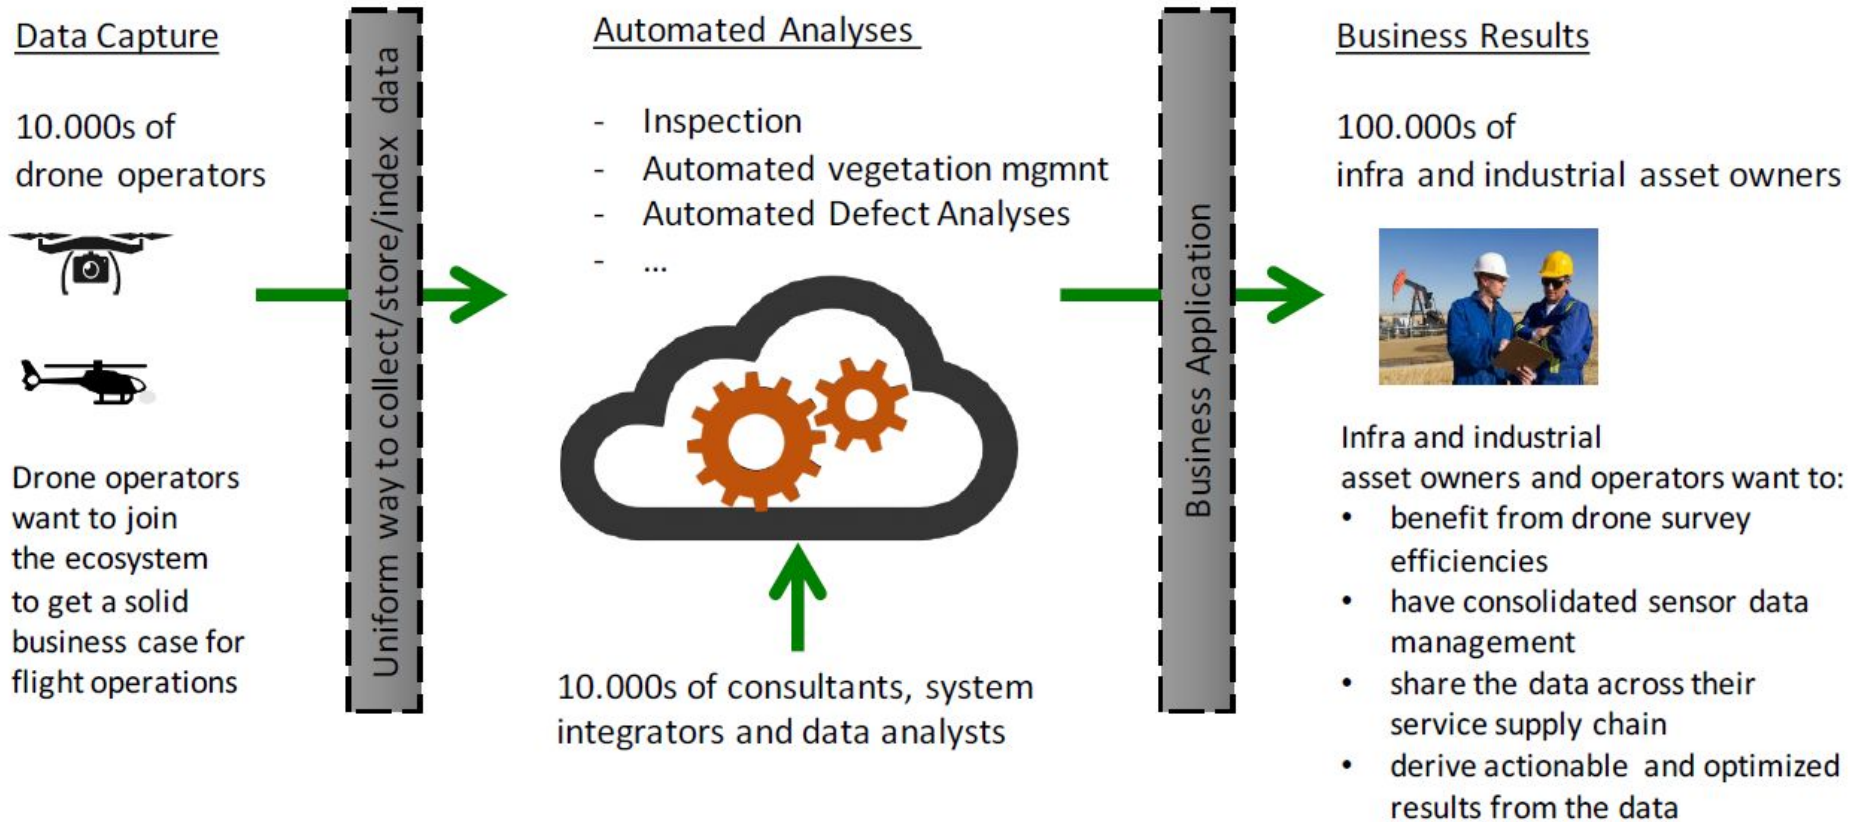 Data Capture
10.000s of
drone operators
Drone operators
want to join
the ecosystem
to get a solid
business case for
flight operations
Uniform way to collect/store/index data
Automated Analyses
- Inspection
- Automated vegetation mgmnt
- Automated Defect Analyses
- ...
10.000s of consultants, system
integrators and data analysts
Business Application
Business Results
100.000s of
infra and industrial asset owners
Infra and industrial
asset owners and operators want to:
• benefit from drone survey
efficiencies
• have consolidated sensor data
management
• share the data across their
service supply chain
• derive actionable and optimized
results from the data